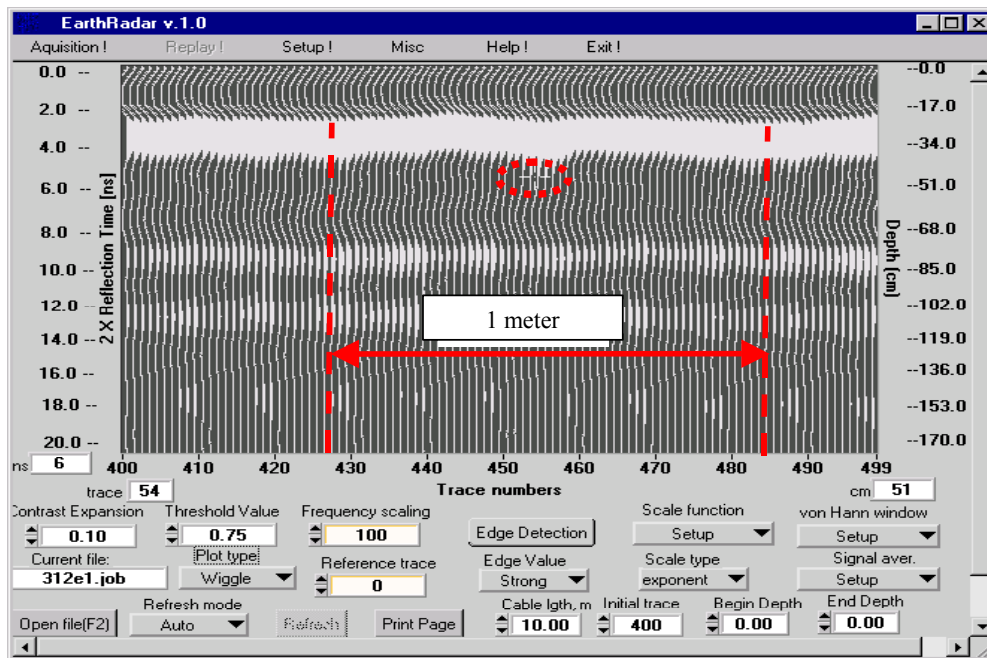 EarthRadar v.1.0
Aquisition ! Replay ! Setup ! Misc Help ! Exit !
0.0 --
2.0 --
4.0 --
6.0 --
8.0 --
10.0 --
12.0 --
14.0 --
16.0 --
18.0 --
20.0 --
2 X Reflection Time [ns]
--0.0
--17.0
--34.0
--51.0
--68.0
--85.0
--102.0
--119.0
--136.0
--153.0
--170.0
Depth [cm]
1 meter
ns 6
400 410 420 430 440 450 460 470 480 499
trace 54
Trace numbers
cm 51
Contrast Expansion Threshold Value Frequency scaling Scale function von Hann window
0.10 0.75 100 Edge Detection Setup Setup
Current file: Plot type Reference trace Edge Value Scale type Signal aver.
312e1.job Wiggle 0 Strong exponent Setup
Refresh mode Cable lgth, m Initial trace Begin Depth End Depth
Open file(F2) Auto Refresh Print Page 10.00 400 0.00 0.00